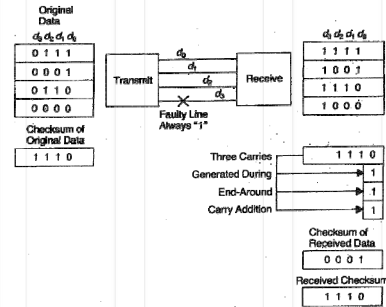 Original
Data
d3 d2 d1 d0
0 1 1 1
0 0 0 1
0 1 1 0
0 0 0 0
Checksum of
Original Data
1 1 1 0
Transmit
d0
d1
d2
d3
Faulty Line
Always "1"
Receive
d3 d2 d1 d0
1 1 1 1
1 0 0 1
1 1 1 0
1 0 0 0
Three Carries
Generated During
End-Around
Carry Addition
1 1 1 0
1
1
1
Checksum of
Received Data
0 0 0 1
Received Checksum
1 1 1 0